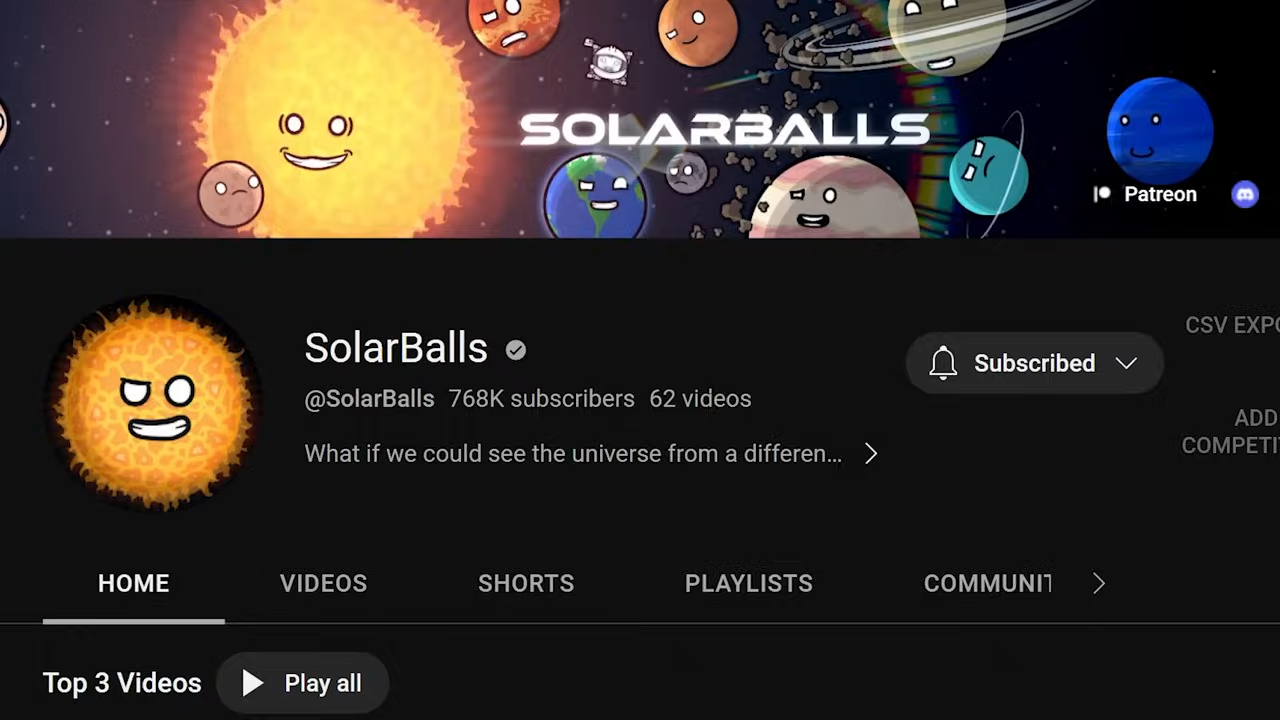 SOLARBALLS
Patreon
SolarBalls
@SolarBalls 768K subscribers 62 videos
What if we could see the universe from a differen...
Subscribed
CSV EXPO
ADD
COMPETI
HOME VIDEOS SHORTS PLAYLISTS COMMUNIT
Top 3 Videos Play all